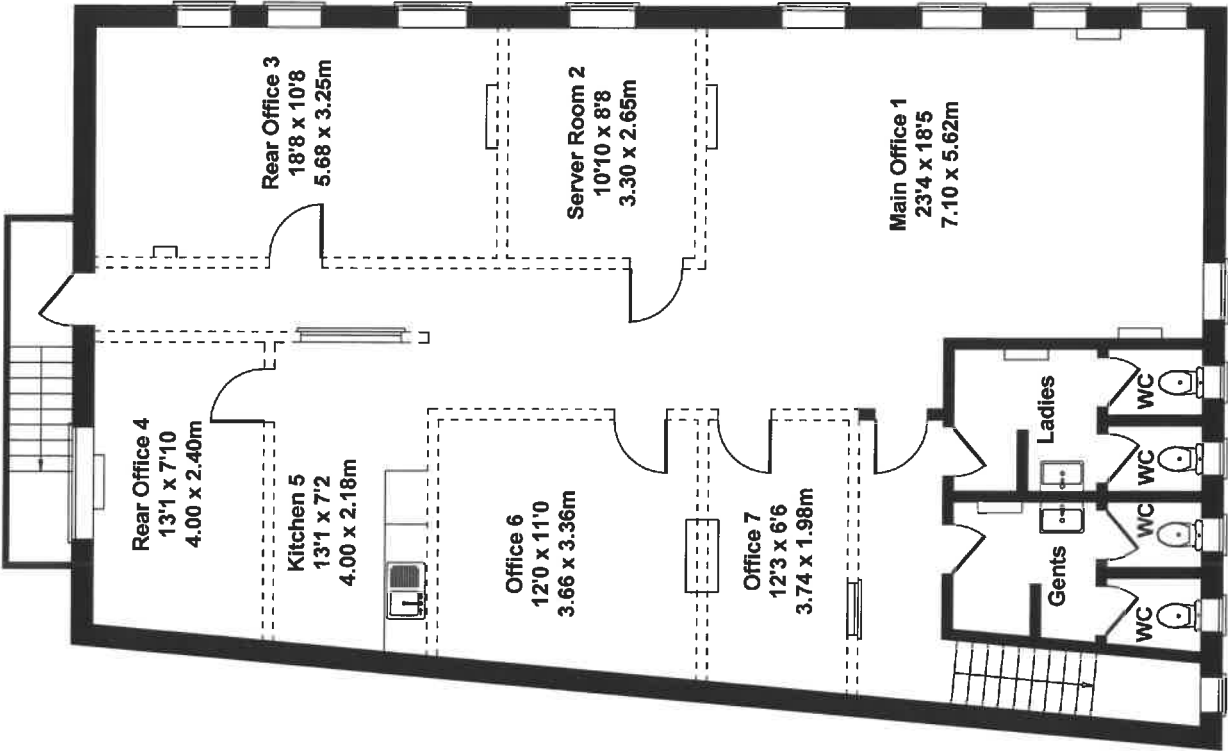 Rear Office 3
18'8 x 10'8
5.68 x 3.25m
Server Room 2
10'10 x 8'8
3.30 x 2.65m
Main Office 1
23'4 x 18'5
7.10 x 5.62m
Rear Office 4
13'1 x 7'10
4.00 x 2.40m
Kitchen 5
13'1 x 7'2
4.00 x 2.18m
Office 6
12'0 x 11'0
3.66 x 3.36m
Office 7
12'3 x 6'6
3.74 x 1.98m
Ladies
WC
WC
Gents
WC
WC